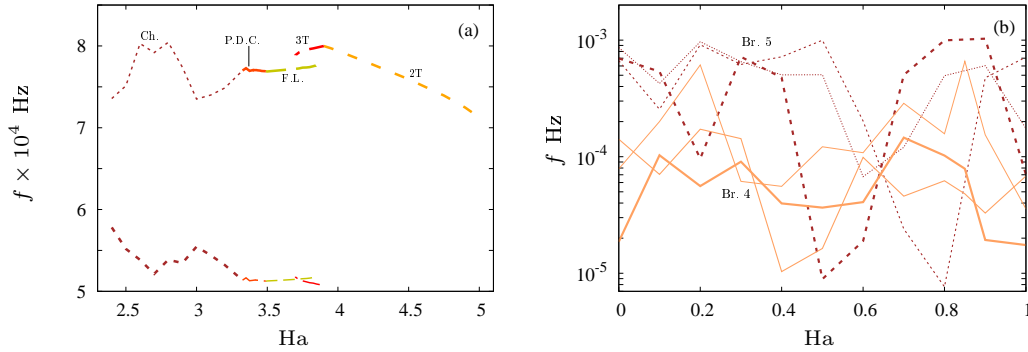 (a)
8
7
6
5
2.5 3 3.5 4 4.5 5
f × 10^4 Hz
Ha
Ch.
P.D.C.
3T
F.L.
2T
(b)
10^-3
10^-4
10^-5
0 0.2 0.4 0.6 0.8 1
f Hz
Ha
Br. 5
Br. 4